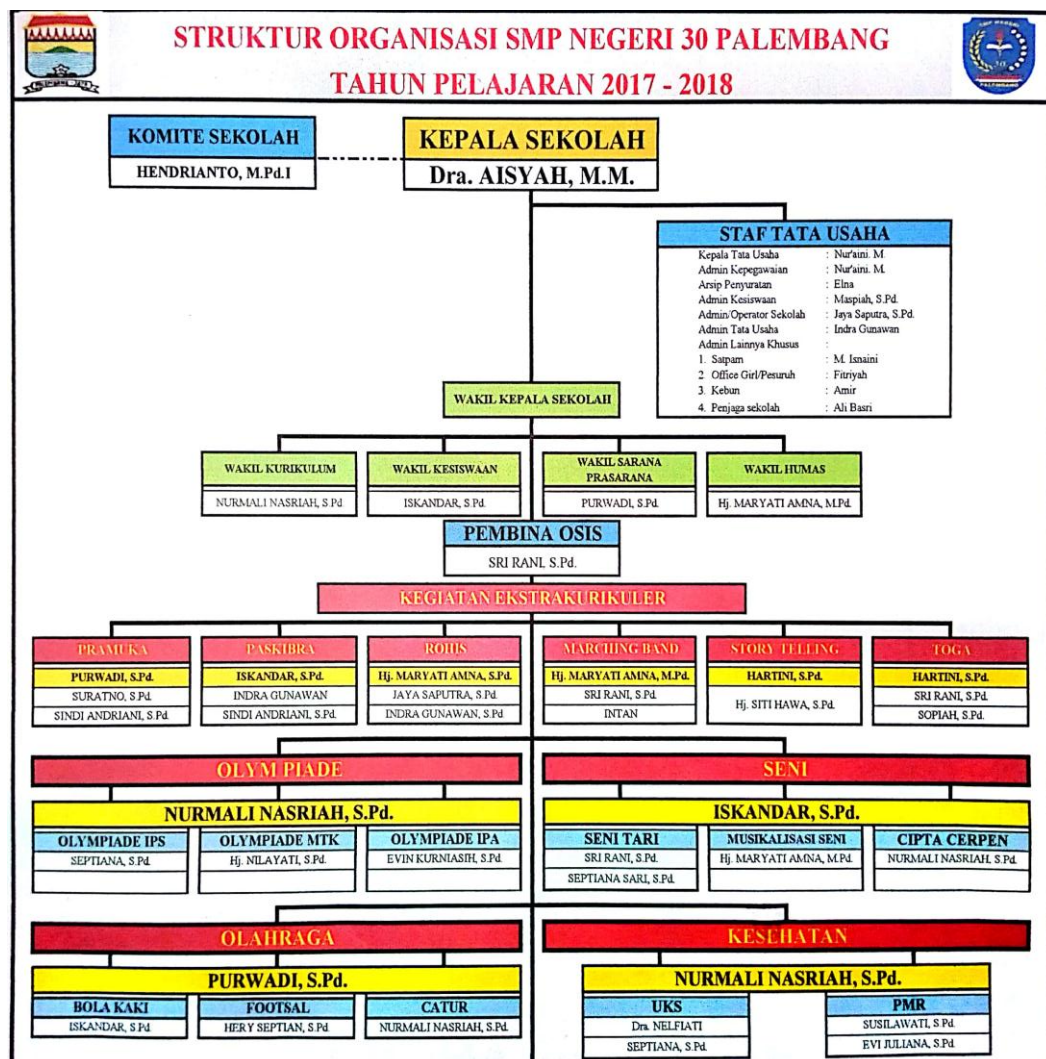 STRUKTUR ORGANISASI SMP NEGERI 30 PALEMBANG
TAHUN PELAJARAN 2017 - 2018
KOMITE SEKOLAH
HENDRIANTO, M.Pd.I
KEPALA SEKOLAH
Dra. AISYAH, M.M.
STAF TATA USAHA
Kepala Tata Usaha : Nur'aini. M.
Admin Kepegawaian : Nur'aini. M.
Arsip Penyuratan : Elna
Admin Kesiswaan : Maspiah, S.Pd.
Admin/Operator Sekolah : Jaya Saputra, S.Pd.
Admin Tata Usaha : Indra Gunawan
Admin Lainnya Khusus :
1. Satpam : M. Isnaini
2 Office Girl/Pesuruh : Fitriyah
3. Kebun : Amir
4. Penjaga sekolah : Ali Basri
WAKIL KEPALA SEKOLAH
WAKIL KURIKULUM
NURMALI NASRIAH, S.Pd
WAKIL KESISWAAN
ISKANDAR, S.Pd.
WAKIL SARANA
PRASARANA
PURWADI, S.Pd
WAKIL HUMAS
Hj. MARYATI AMNA, M.Pd.
PEMBINA OSIS
SRI RANI, S.Pd.
KEGIATAN EKSTRAKURIKULER
PRAMUKA
PURWADI, S.Pd.
SURATNO, S.Pd.
SINDI ANDRIANI, S.Pd.
PASKIBRA
ISKANDAR, S.Pd.
INDRA GUNAWAN
SINDI ANDRIANI, S.Pd.
ROHIS
Hj. MARYATI AMNA, S.Pd.
JAYA SAPUTRA, S.Pd.
INDRA GUNAWAN, S.Pd
MARCHING BAND
Hj. MARYATI AMNA, M.Pd.
SRI RANI, S.Pd.
INTAN
STORY TELLING
HARTINI, S.Pd.
Hj. SITI HAWA, S.Pd.
TOGA
HARTINI, S.Pd.
SRI RANI, S.Pd.
SOPIAH, S.Pd.
OLYM PIADE
NURMALI NASRIAH, S.Pd.
OLYMPIADE IPS
SEPTIANA, S.Pd
OLYMPIADE MTK
Hj. NILAYATI, S.Pd.
OLYMPIADE IPA
EVIN KURNIASIH, S.Pd.
SENI
ISKANDAR, S.Pd.
SENI TARI
SRI RANI, S.Pd.
SEPTIANA SARI, S.Pd.
MUSIKALISASI SENI
Hj. MARYATI AMNA, M.Pd.
CIPTA CERPEN
NURMALI NASRIAH, S.Pd.
OLAHRAGA
PURWADI, S.Pd.
BOLA KAKI
ISKANDAR, S.Pd
FOOTSAL
HERY SEPTIAN, S.Pd
CATUR
NURMALI NASRIAH, S.Pd.
KESEHATAN
NURMALI NASRIAH, S.Pd.
UKS
Dra. NELFIATI
SEPTIANA, S.Pd.
PMR
SUSILAWATI, S.Pd.
EVI JULIANA, S.Pd.